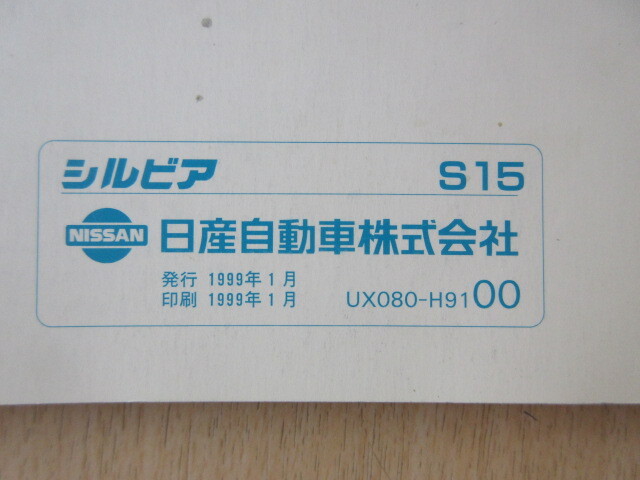 シルビア S15
NISSAN 日産自動車株式会社
発行 1999年1月
印刷 1999年1月 UX080-H9100